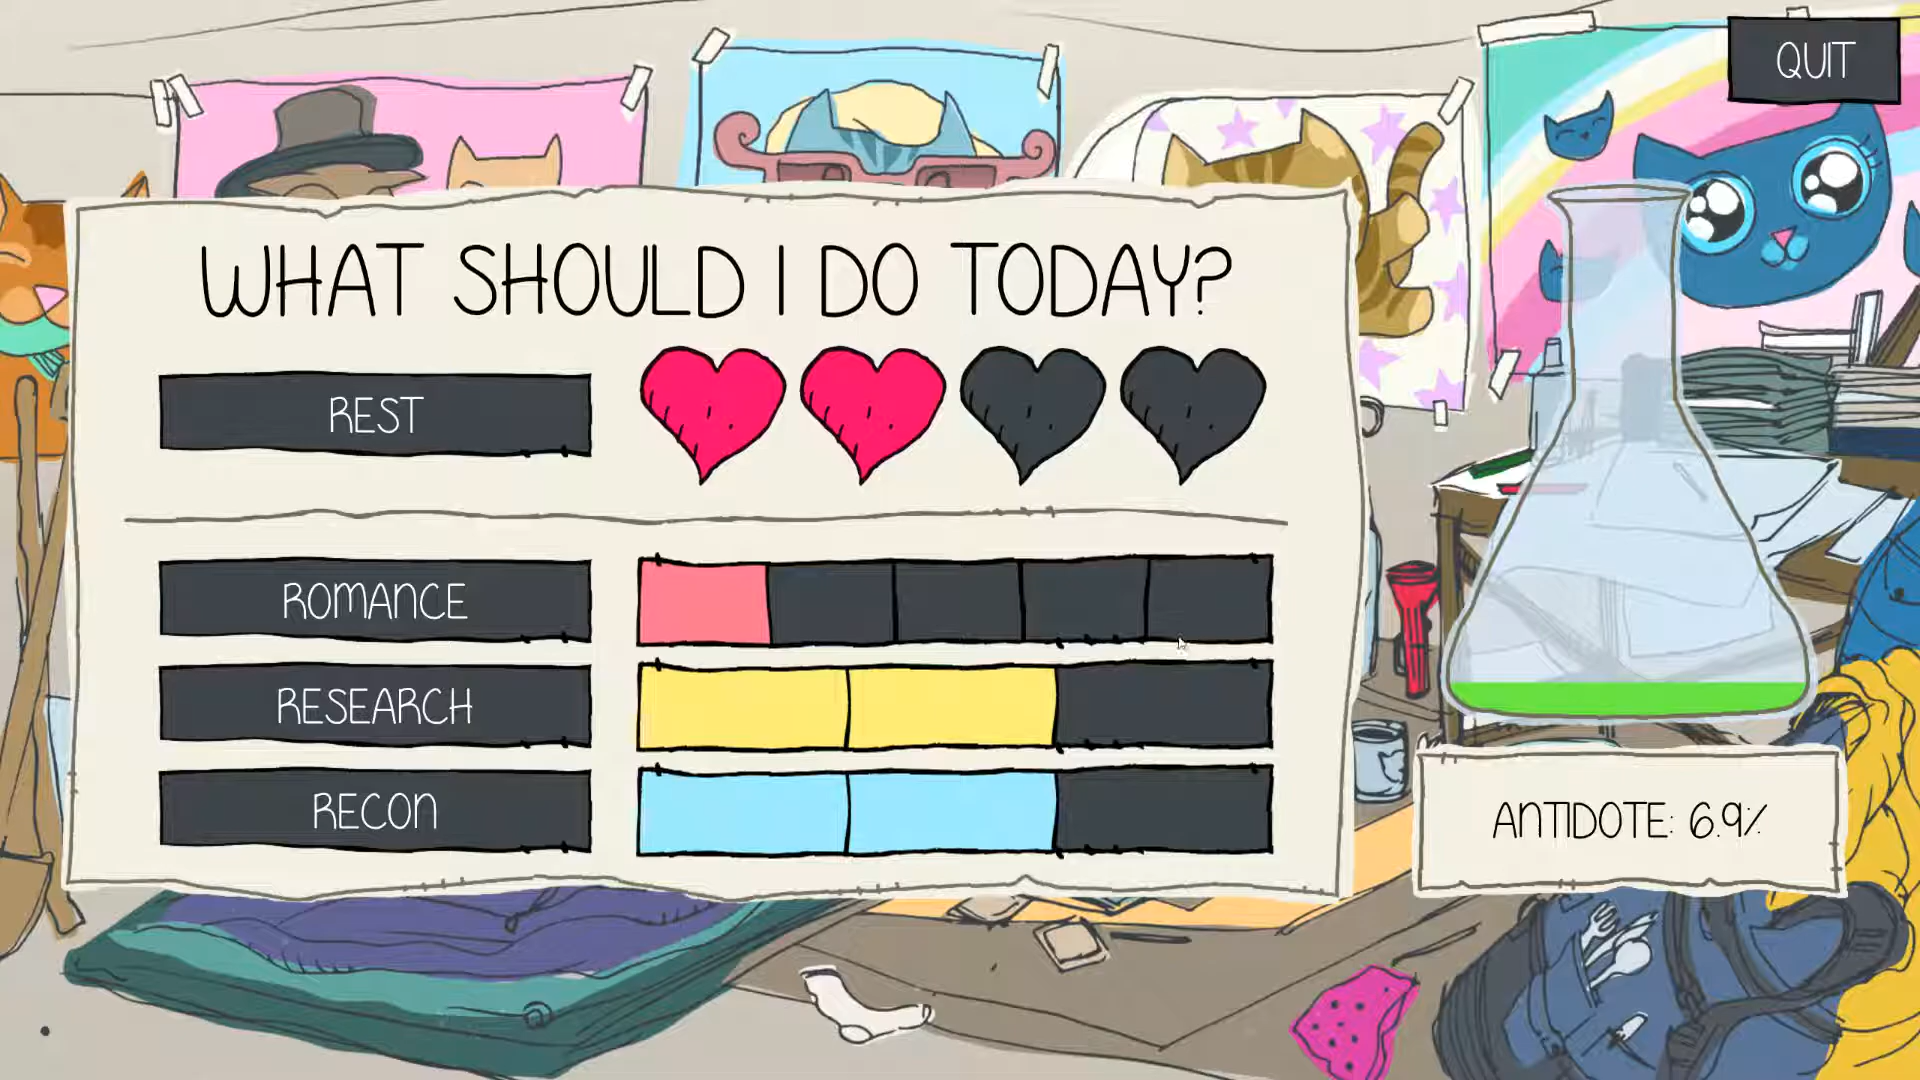 QUIT
WHAT SHOULD I DO TODAY?
REST
ROMANCE
RESEARCH
RECON
ANTIDOTE: 6.9%